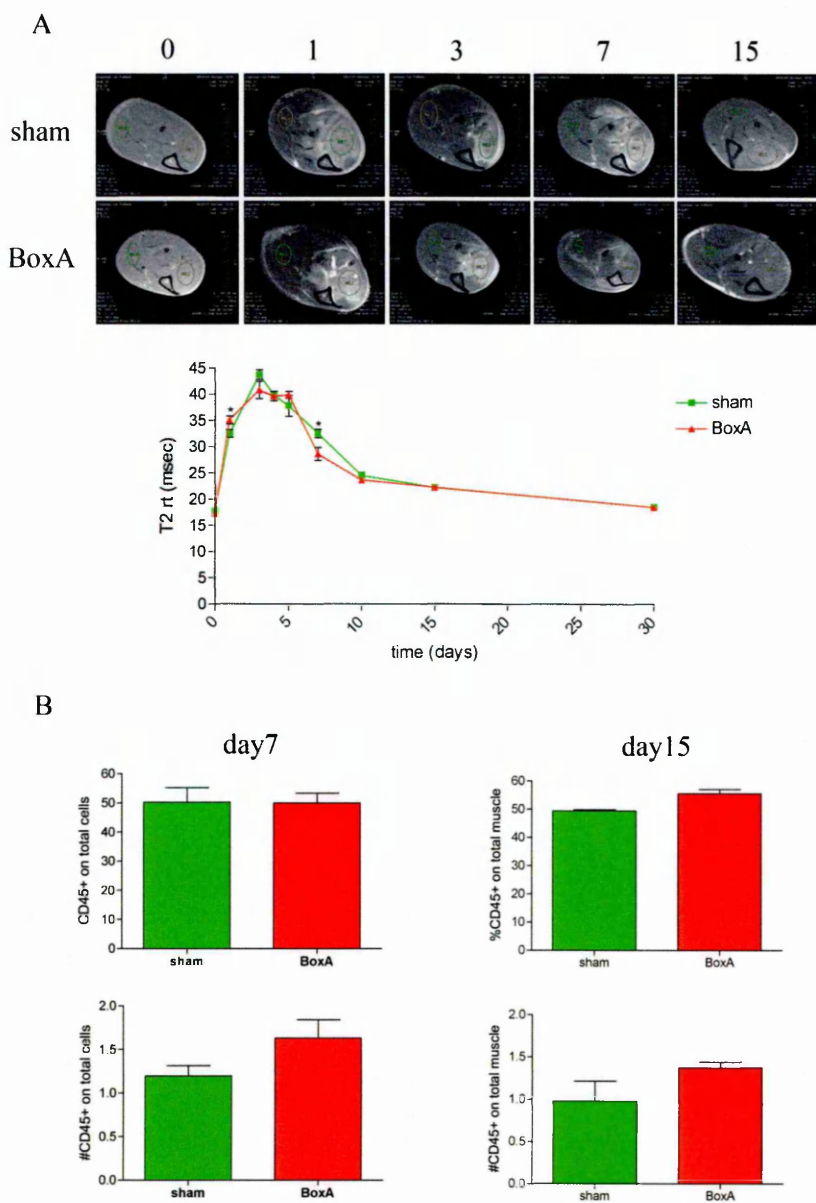 A
0 1 3 7 15
sham
BoxA
45
40
35
30
25
20
15
10
5
0
T2 rt (msec)
* *
sham
BoxA
0 5 10 15 20 25 30
time (days)
B
day7 day15
60
50
40
30
20
10
0
CD45+ on total cells
sham BoxA
60
50
40
30
20
10
0
%CD45+ on total muscle
sham BoxA
2.0
1.5
1.0
0.5
0.0
#CD45+ on total cells
sham BoxA
2.0
1.5
1.0
0.5
0.0
#CD45+ on total muscle
sham BoxA